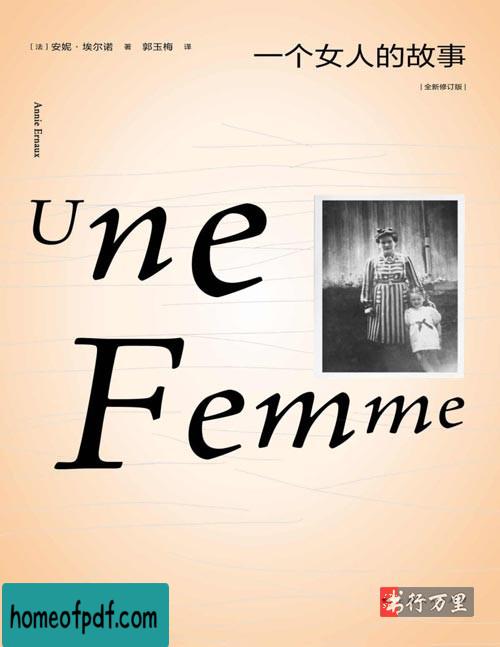 [法] 安妮·埃尔诺 著 郭玉梅 译
一个女人的故事
|全新修订版|
Annie Ernaux
Une
Femme
书行万里
homeofpdf.com